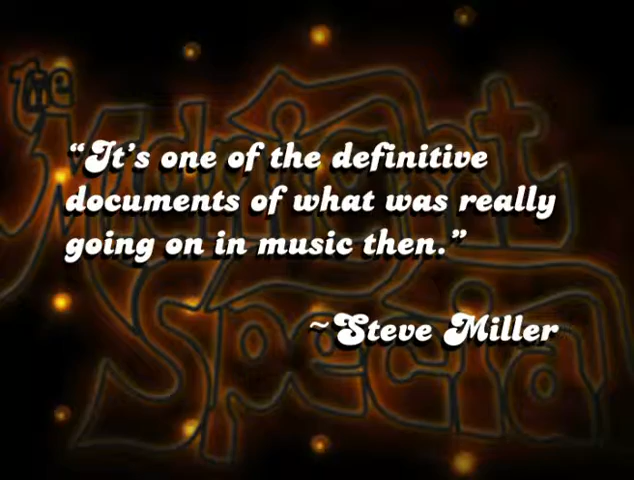 the
Midnight
Special
“It’s one of the definitive
documents of what was really
going on in music then.”
~Steve Miller